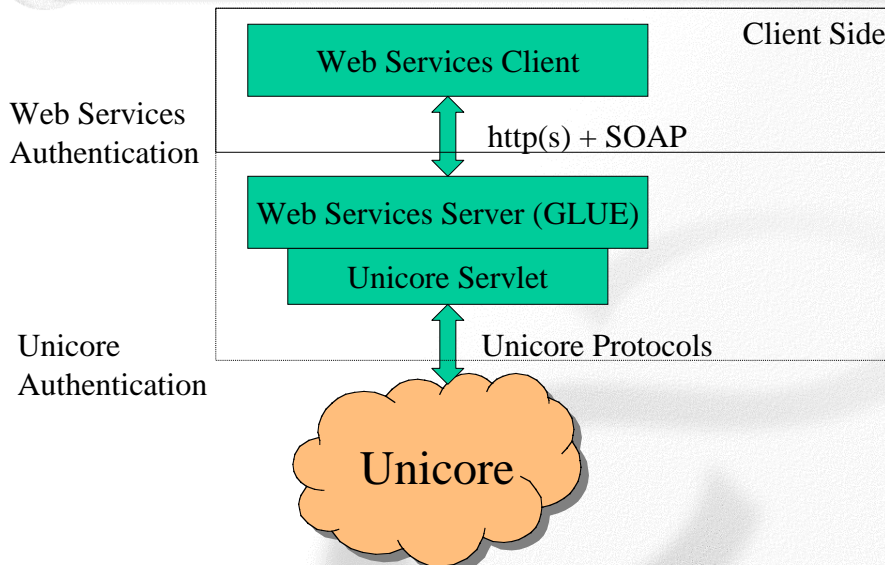 Client Side
Web Services Client
Web Services
Authentication
http(s) + SOAP
Web Services Server (GLUE)
Unicore Servlet
Unicore
Authentication
Unicore Protocols
Unicore